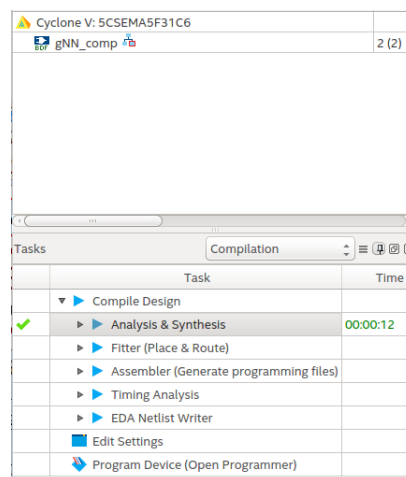 Cyclone V: 5CSEMA5F31C6
BDF gNN_comp 2 (2)
Tasks Compilation
Task Time
Compile Design
Analysis & Synthesis 00:00:12
Fitter (Place & Route)
Assembler (Generate programming files)
Timing Analysis
EDA Netlist Writer
Edit Settings
Program Device (Open Programmer)